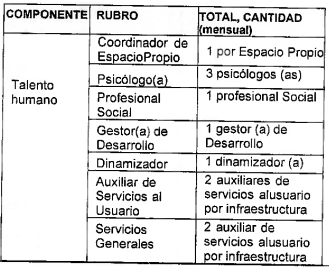 COMPONENTE RUBRO TOTAL, CANTIDAD
(mensual)
Talento
humano
Coordinador de
EspacioPropio
1 por Espacio Propio
Psicólogo(a)
3 psicólogos (as)
Profesional
Social
1 profesional Social
Gestor(a) de
Desarrollo
1 gestor (a) de
Desarrollo
Dinamizador
1 dinamizador (a)
Auxiliar de
Servicios al
Usuario
2 auxiliares de
servicios alusuario
por infraestructura
Servicios
Generales
2 auxiliar de
servicios alusuario
por infraestructura